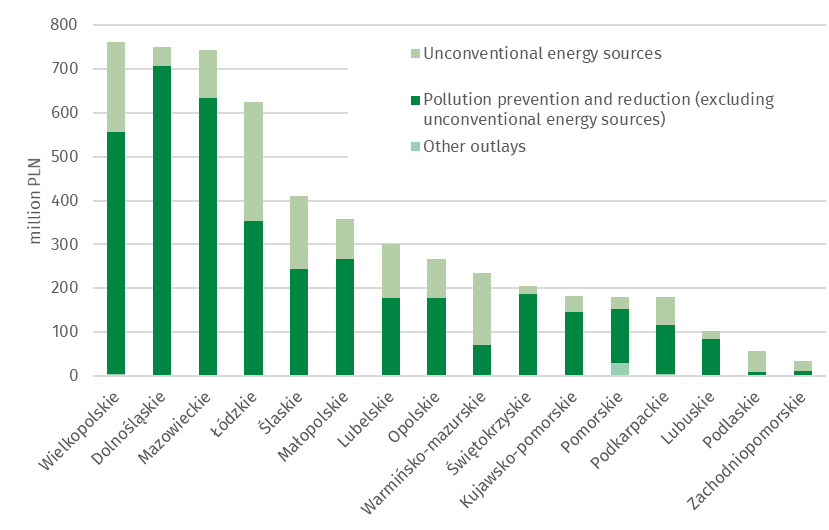 800
700
600
500
400
300
200
100
0
million PLN
Unconventional energy sources
Pollution prevention and reduction (excluding
unconventional energy sources)
Other outlays
Wielkopolskie
Dolnośląskie
Mazowieckie
Łódzkie
Ślaskie
Małopolskie
Lubelskie
Opolskie
Warmińsko-mazurskie
Świętokrzyskie
Kujawsko-pomorskie
Pomorskie
Podkarpackie
Lubuskie
Podlaskie
Zachodniopomorskie